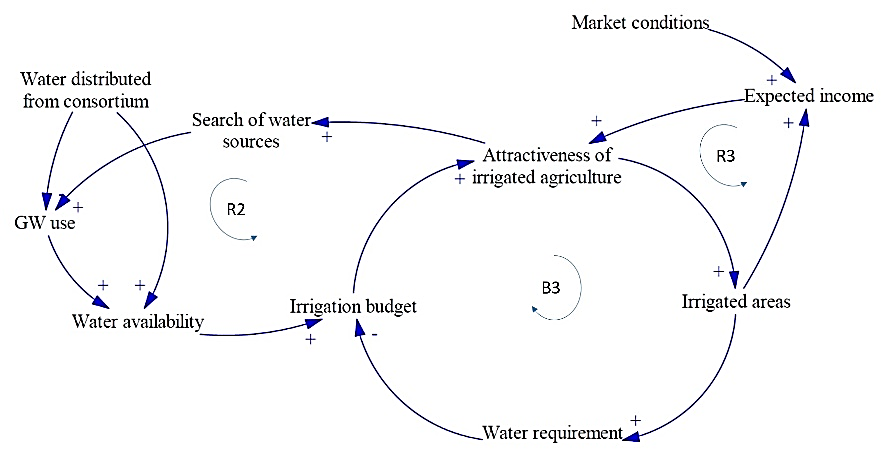 Market conditions
Water distributed
from consortium
+
Expected income
Search of water
sources
+
+
+
Attractiveness of
+ irrigated agriculture
R3
GW use
+
R2
+
+
+
B3
Irrigation budget
Irrigated areas
Water availability
+
-
Water requirement
+